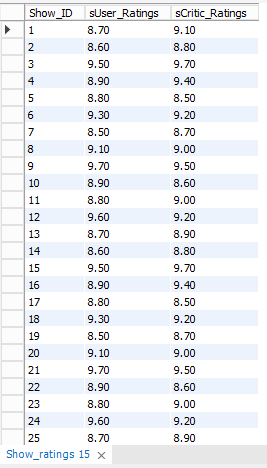 Show_ID sUser_Ratings sCritic_Ratings
1 8.70 9.10
2 8.60 8.80
3 9.50 9.70
4 8.90 9.40
5 8.80 8.50
6 9.30 9.20
7 8.50 8.70
8 9.10 9.00
9 9.70 9.50
10 8.90 8.60
11 8.80 9.00
12 9.60 9.20
13 8.70 8.90
14 8.60 8.80
15 9.50 9.70
16 8.90 9.40
17 8.80 8.50
18 9.30 9.20
19 8.50 8.70
20 9.10 9.00
21 9.70 9.50
22 8.90 8.60
23 8.80 9.00
24 9.60 9.20
25 8.70 8.90
Show_ratings 15